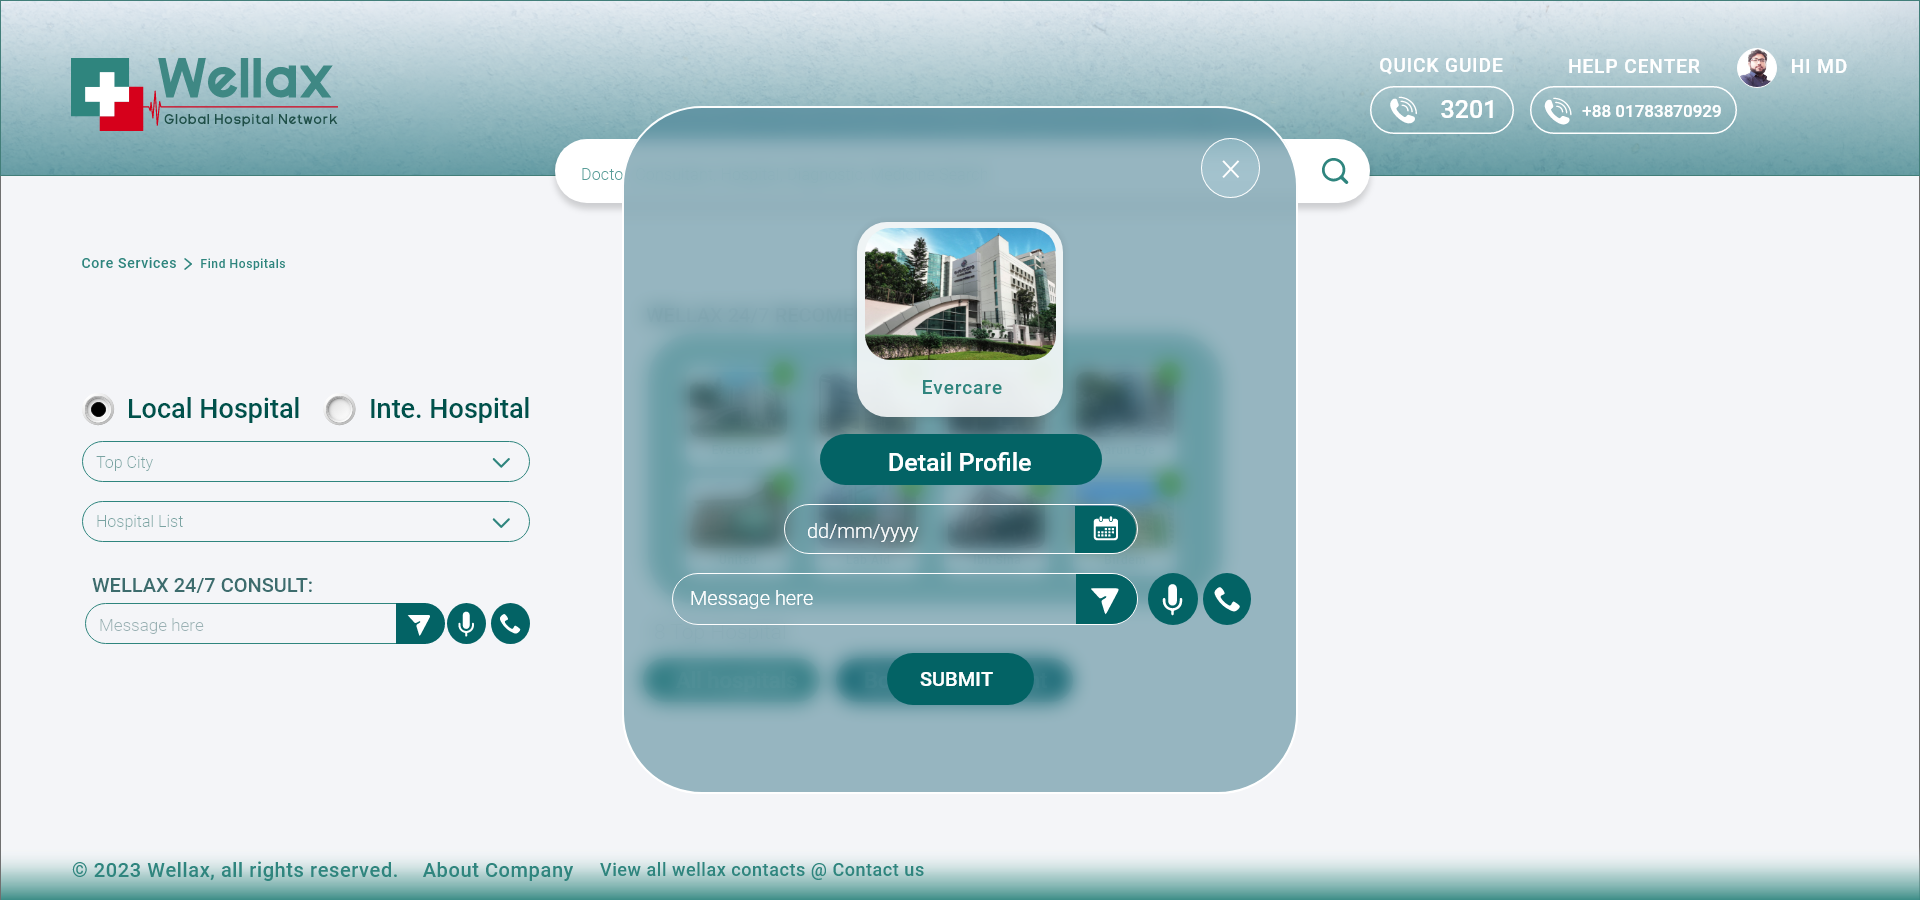 Wellax
Global Hospital Network
QUICK GUIDE
HELP CENTER
HI MD
3201
+88 01783870929
Docto
Core Services
Find Hospitals
Evercare
Local Hospital
Inte. Hospital
Top City
Detail Profile
Hospital List
dd/mm/yyyy
WELLAX 24/7 CONSULT:
Message here
Message here
SUBMIT
© 2023 Wellax, all rights reserved.
About Company
View all wellax contacts @ Contact us